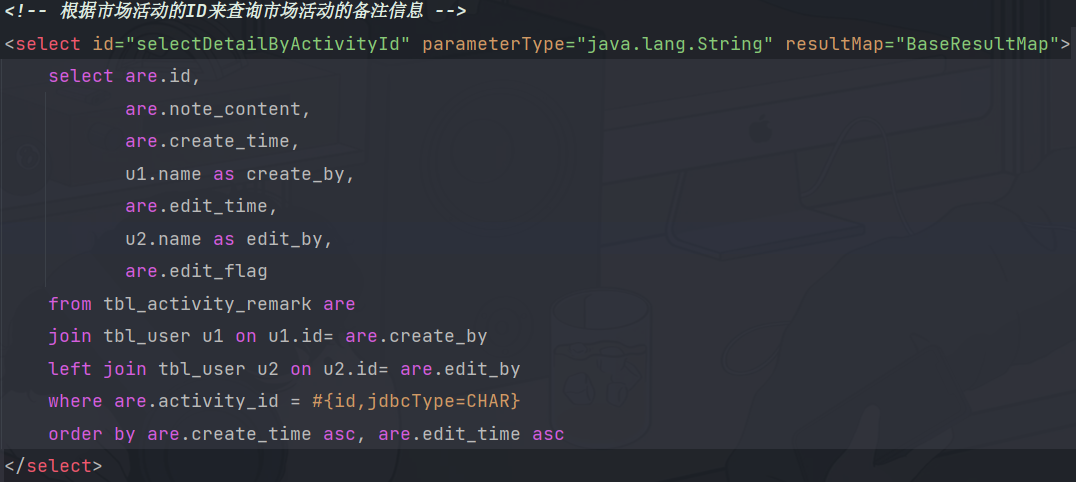 <!-- 根据市场活动的ID来查询市场活动的备注信息 -->
<select id="selectDetailByActivityId" parameterType="java.lang.String" resultMap="BaseResultMap">
    select are.id,
           are.note_content,
           are.create_time,
           u1.name as create_by,
           are.edit_time,
           u2.name as edit_by,
           are.edit_flag
    from tbl_activity_remark are
    join tbl_user u1 on u1.id= are.create_by
    left join tbl_user u2 on u2.id= are.edit_by
    where are.activity_id = #{id,jdbcType=CHAR}
    order by are.create_time asc, are.edit_time asc
</select>